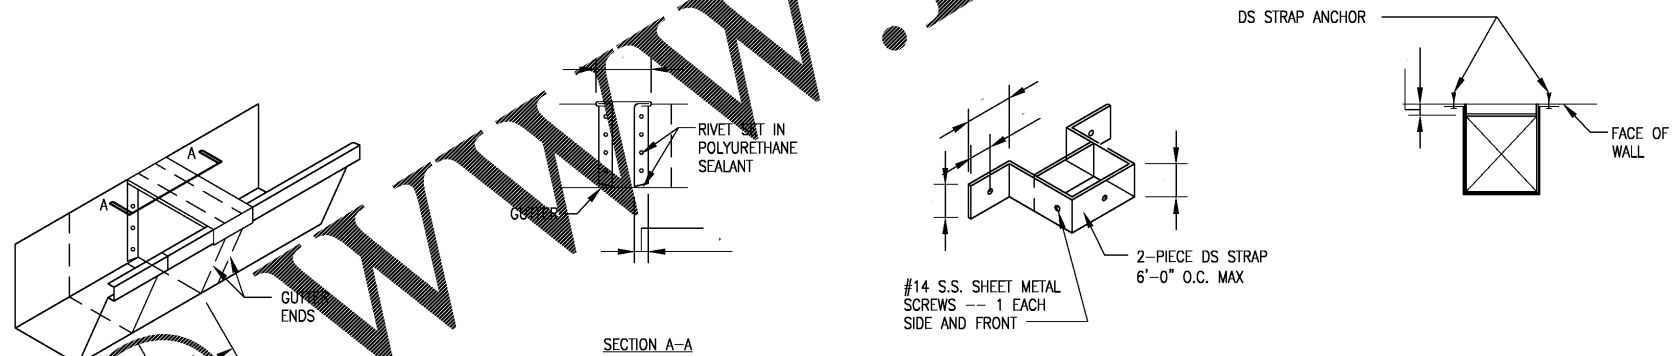 DS STRAP ANCHOR
FACE OF
WALL
A
A
RIVET SET IN
POLYURETHANE
SEALANT
GUTTER
GUTTER
ENDS
SECTION A-A
#14 S.S. SHEET METAL
SCREWS -- 1 EACH
SIDE AND FRONT
2-PIECE DS STRAP
6'-0" O.C. MAX
WWW.